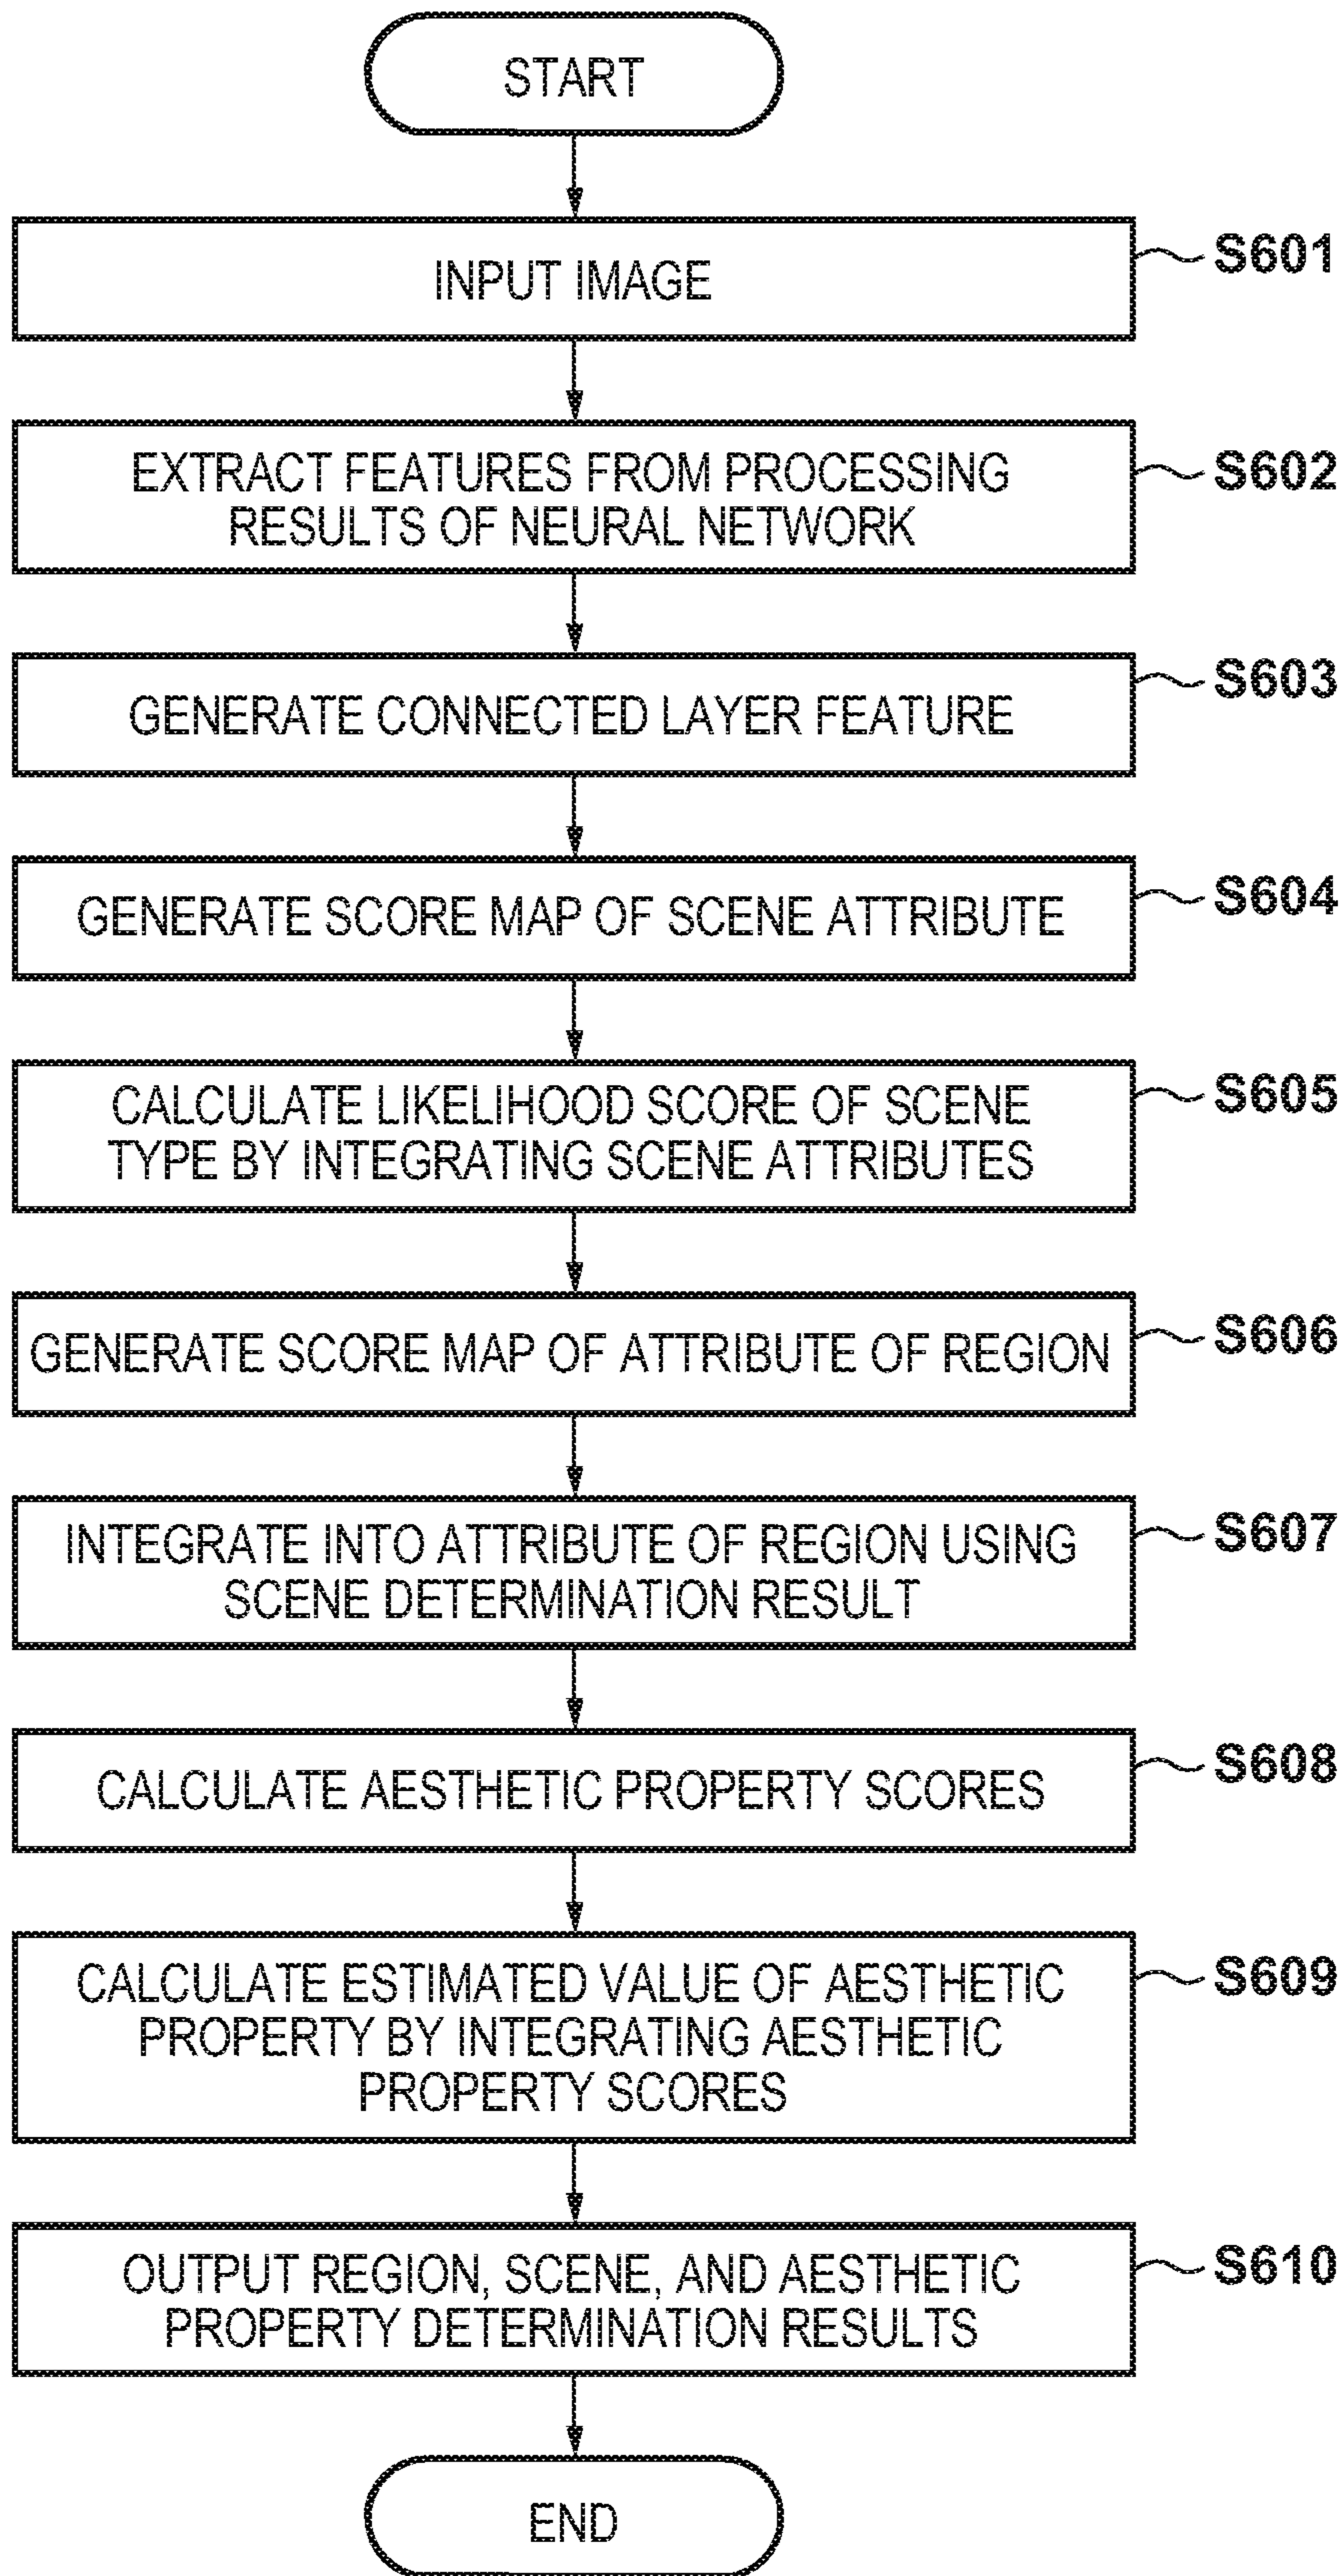 START
INPUT IMAGE
S601
EXTRACT FEATURES FROM PROCESSING
RESULTS OF NEURAL NETWORK
S602
GENERATE CONNECTED LAYER FEATURE
S603
GENERATE SCORE MAP OF SCENE ATTRIBUTE
S604
CALCULATE LIKELIHOOD SCORE OF SCENE
TYPE BY INTEGRATING SCENE ATTRIBUTES
S605
GENERATE SCORE MAP OF ATTRIBUTE OF REGION
S606
INTEGRATE INTO ATTRIBUTE OF REGION USING
SCENE DETERMINATION RESULT
S607
CALCULATE AESTHETIC PROPERTY SCORES
S608
CALCULATE ESTIMATED VALUE OF AESTHETIC
PROPERTY BY INTEGRATING AESTHETIC
PROPERTY SCORES
S609
OUTPUT REGION, SCENE, AND AESTHETIC
PROPERTY DETERMINATION RESULTS
S610
END